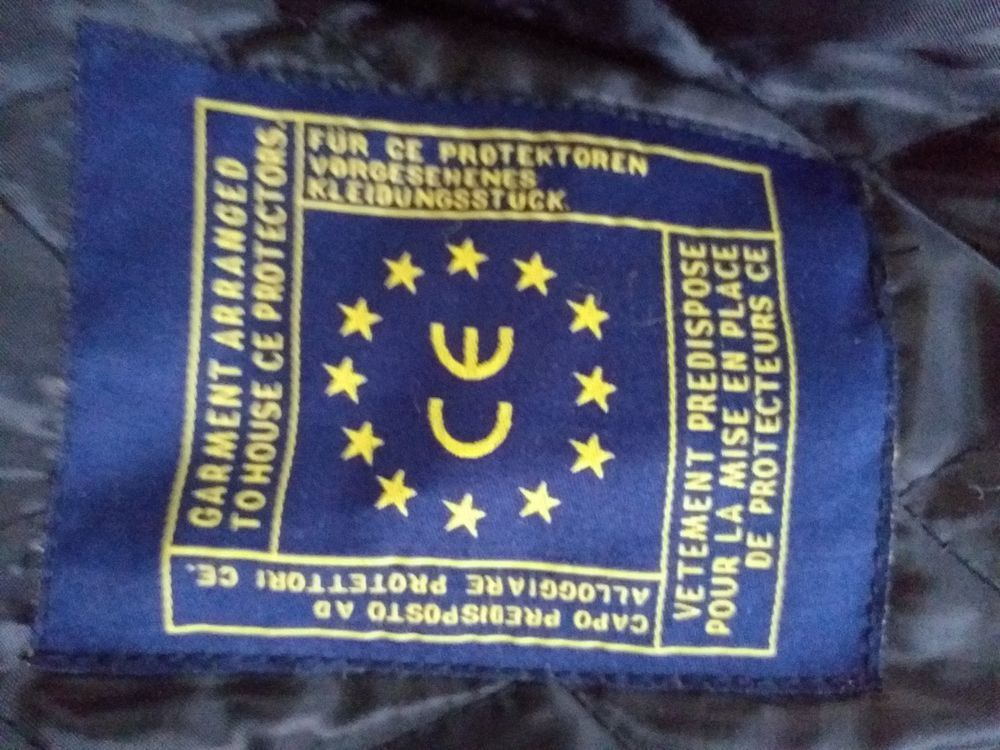 GARMENT ARRANGED
TO HOUSE CE PROTECTORS.
FÜR CE PROTEKTOREN
VORGESEHENES
KLEIDUNGSSTÜCK.
CE
VETEMENT PREDISPOSE
POUR LA MISE EN PLACE
DE PROTECTEURS CE
CAPO PREDISPOSTO AD
ALLOGGIARE PROTETTORI CE.